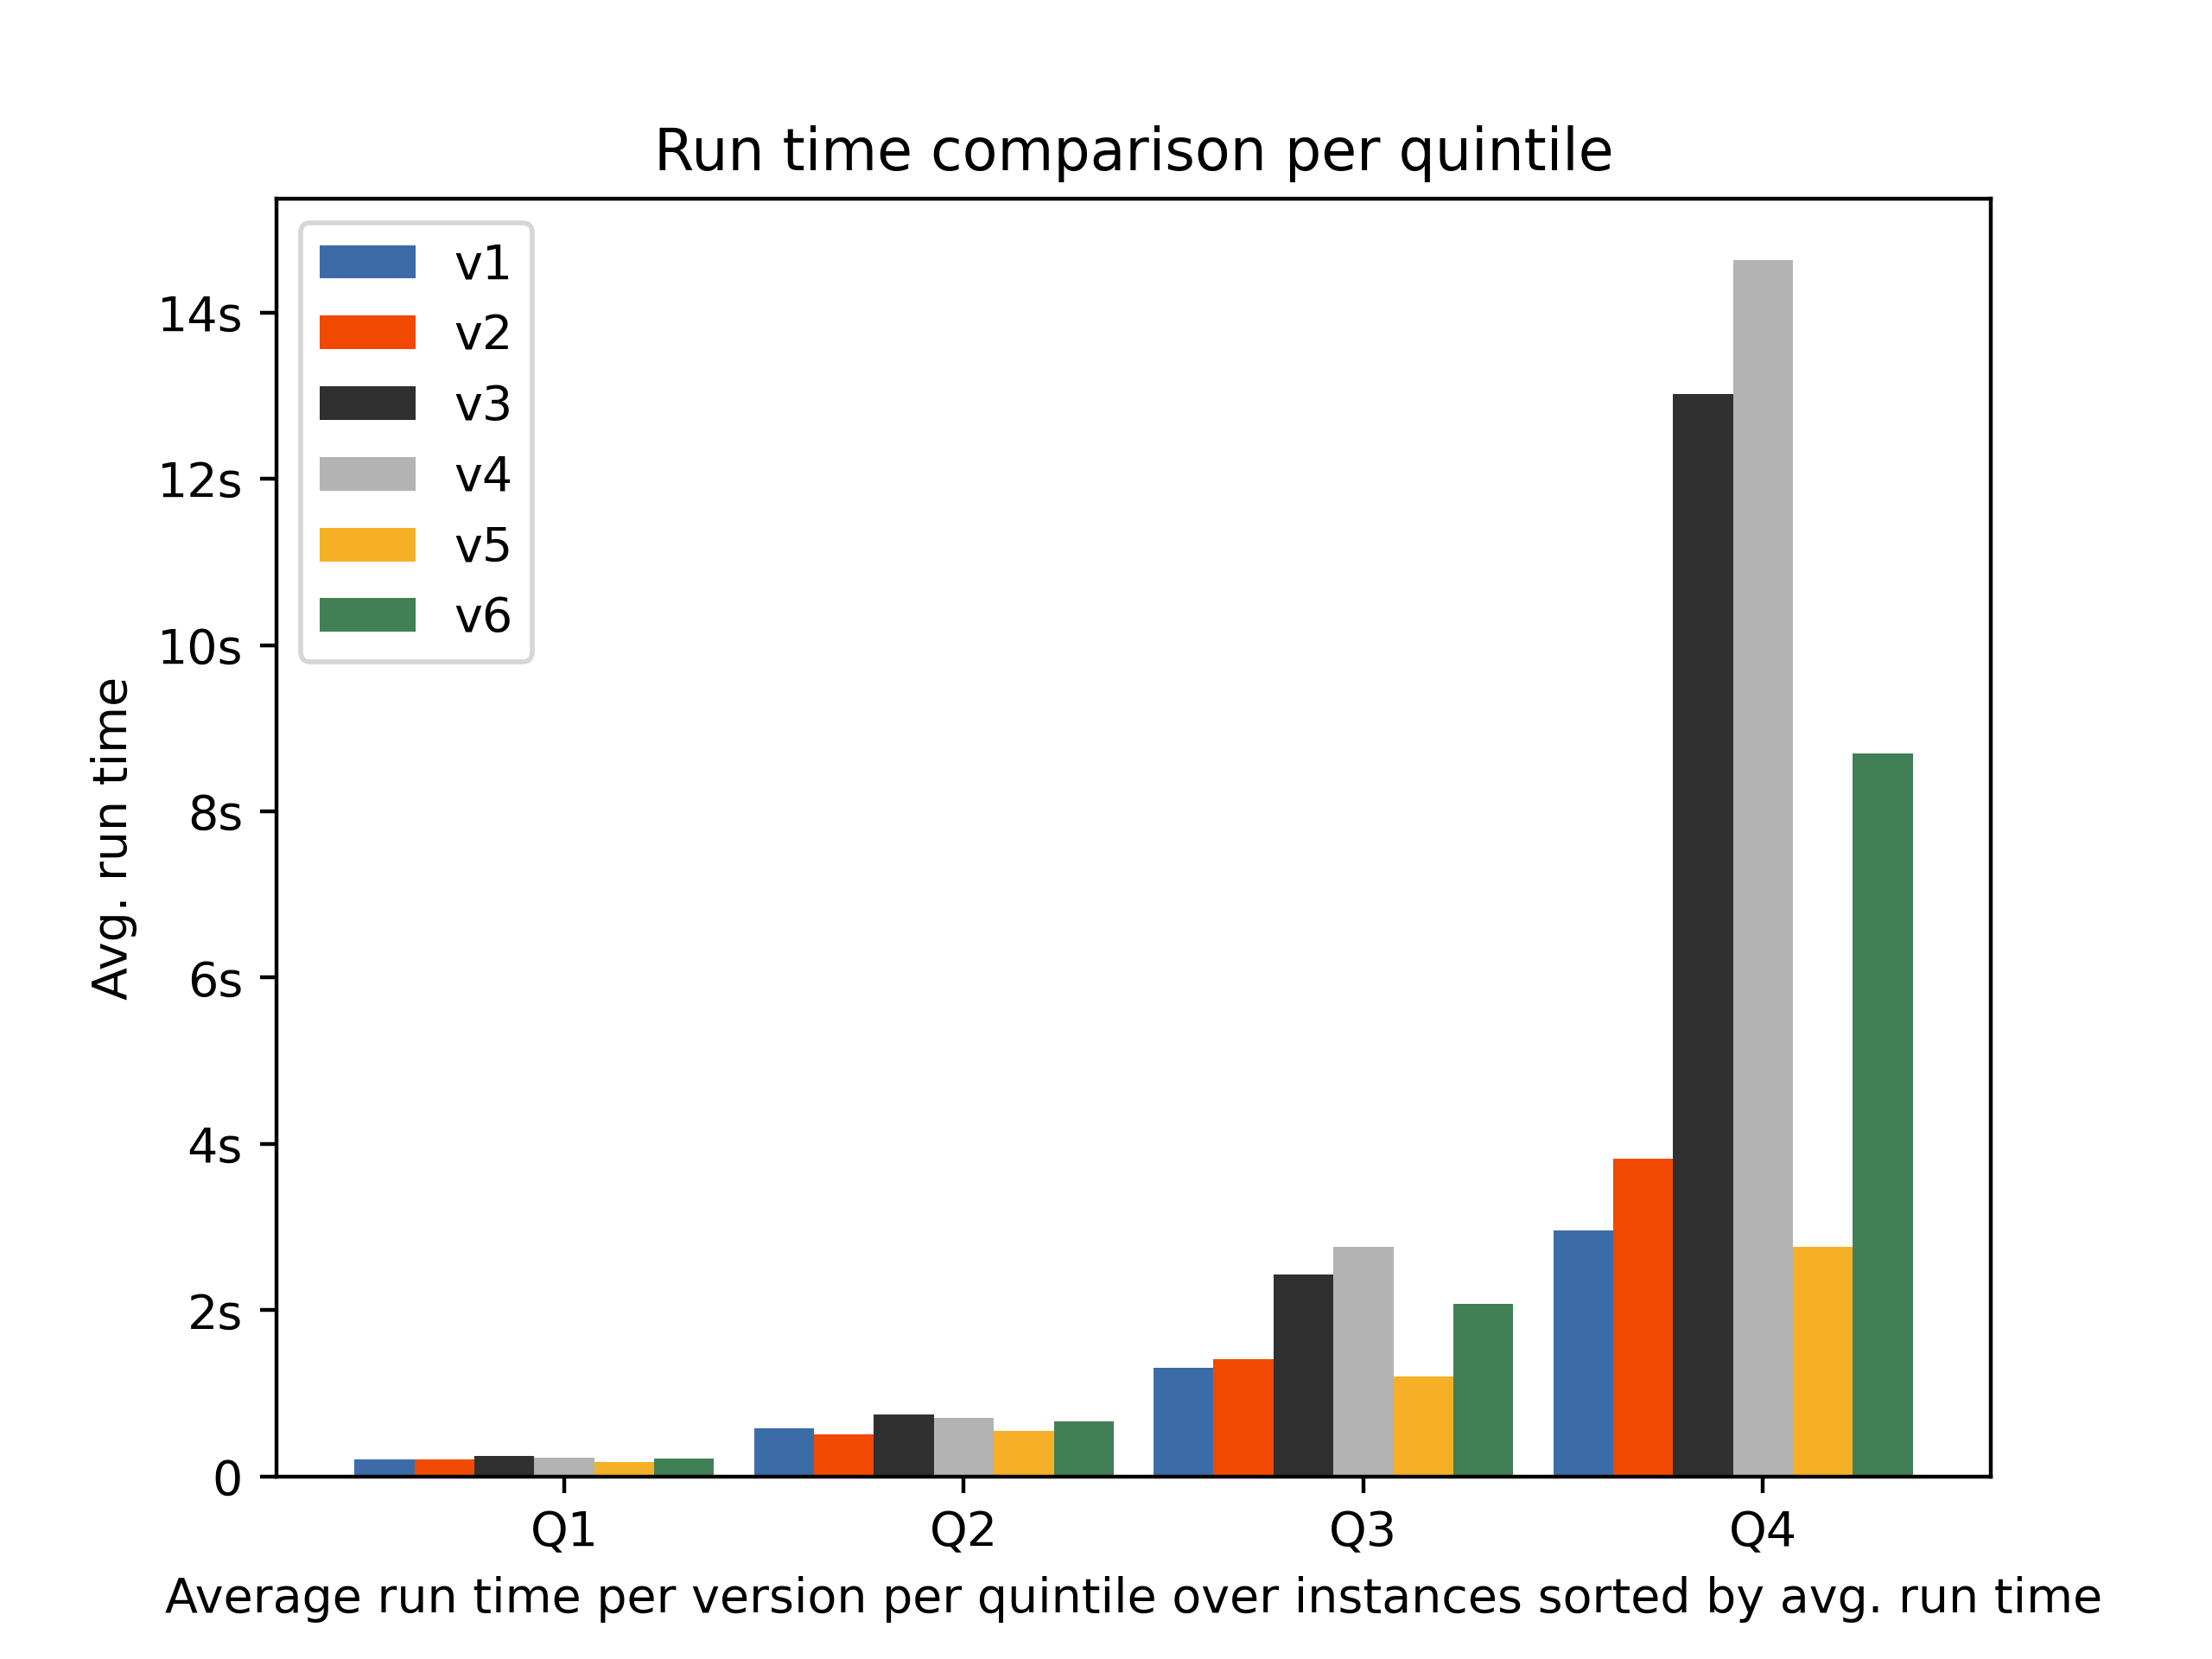 Run time comparison per quintile
v1
v2
v3
v4
v5
v6
14s
12s
10s
8s
6s
4s
2s
0
Avg. run time
Q1 Q2 Q3 Q4
Average run time per version per quintile over instances sorted by avg. run time